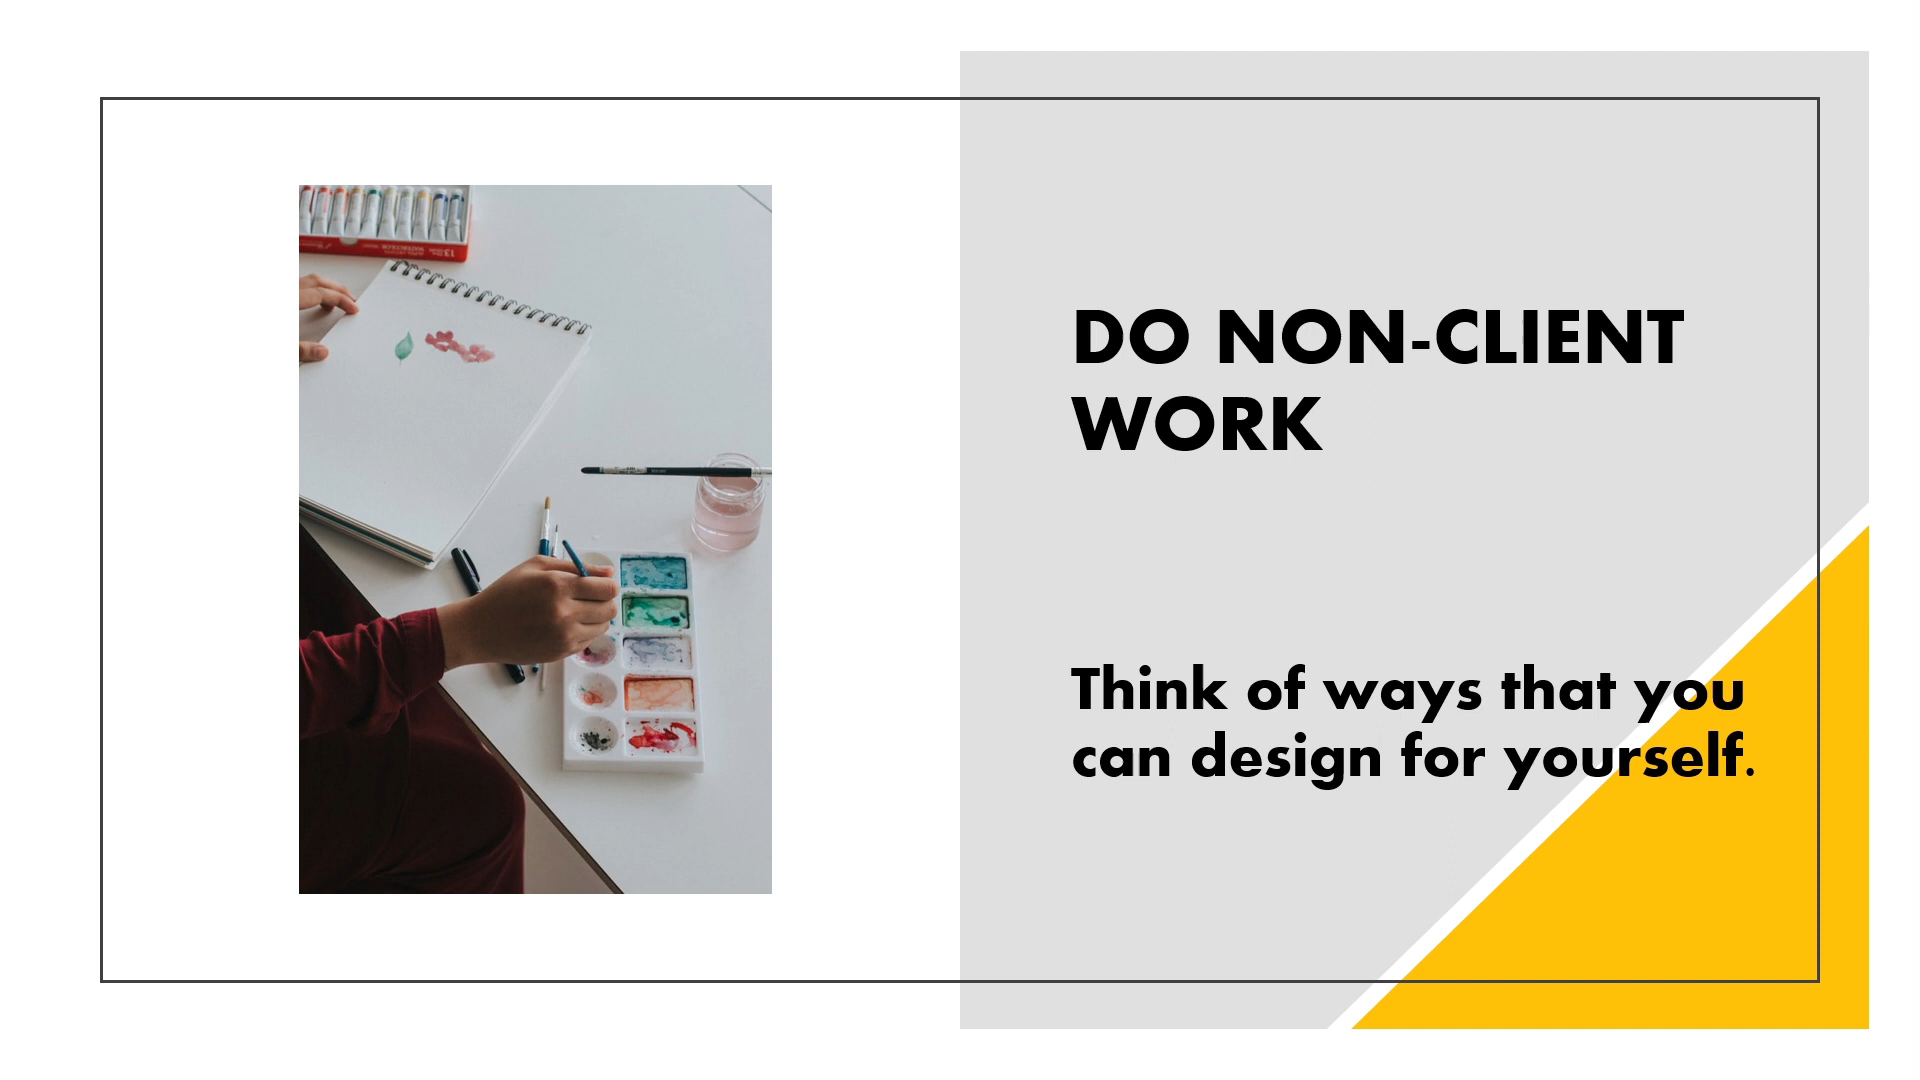 DO NON-CLIENT
WORK
Think of ways that you
can design for yourself.